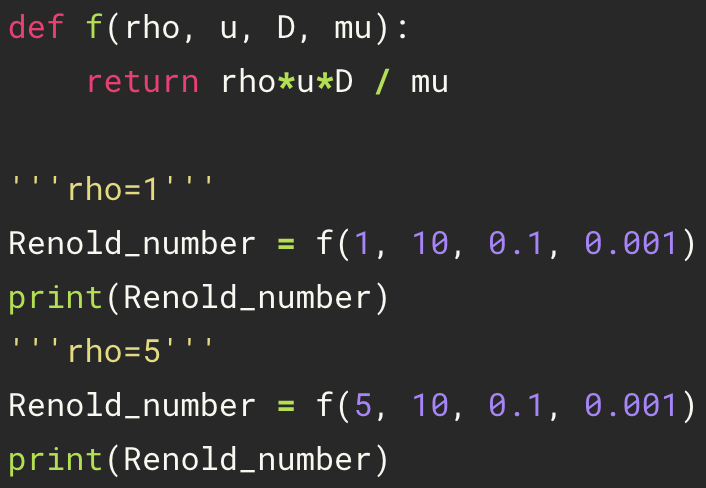 def f(rho, u, D, mu):
    return rho*u*D / mu
'''rho=1'''
Renold_number = f(1, 10, 0.1, 0.001)
print(Renold_number)
'''rho=5'''
Renold_number = f(5, 10, 0.1, 0.001)
print(Renold_number)